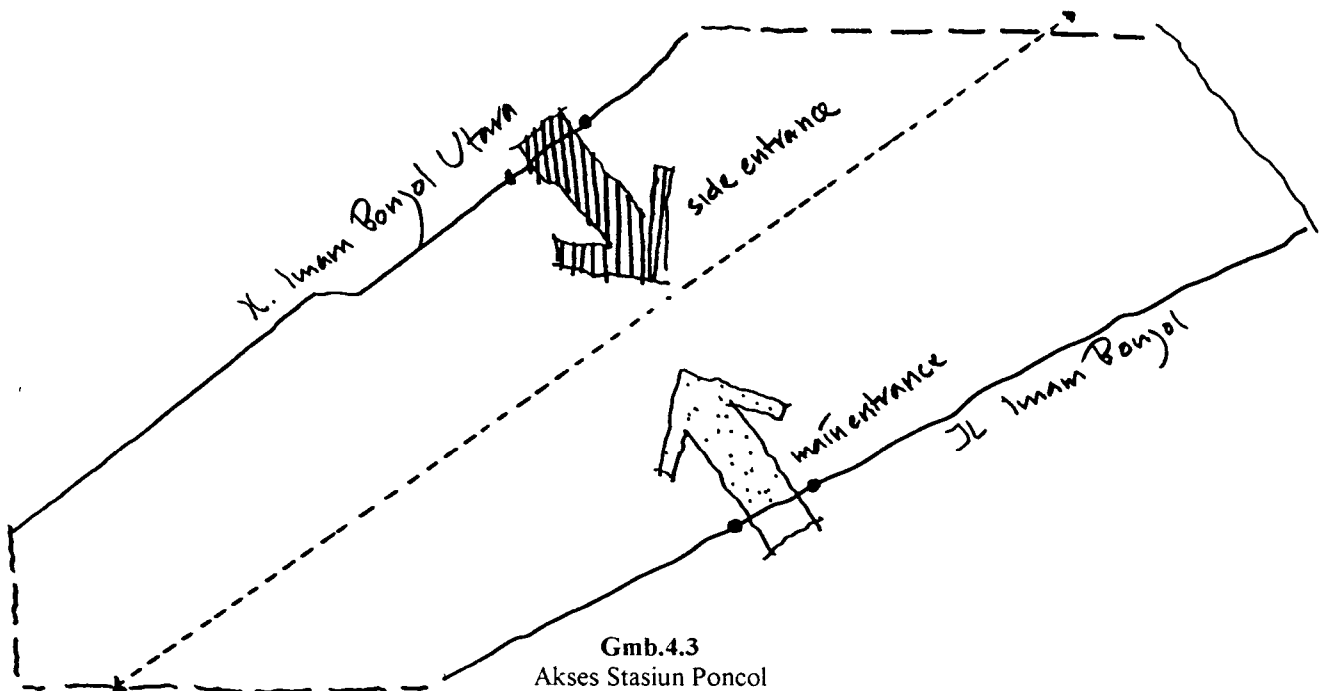 Jl. Imam Bonjol Utara
side entrance
main entrance
JL Imam Bonjol
Gmb.4.3
Akses Stasiun Poncol